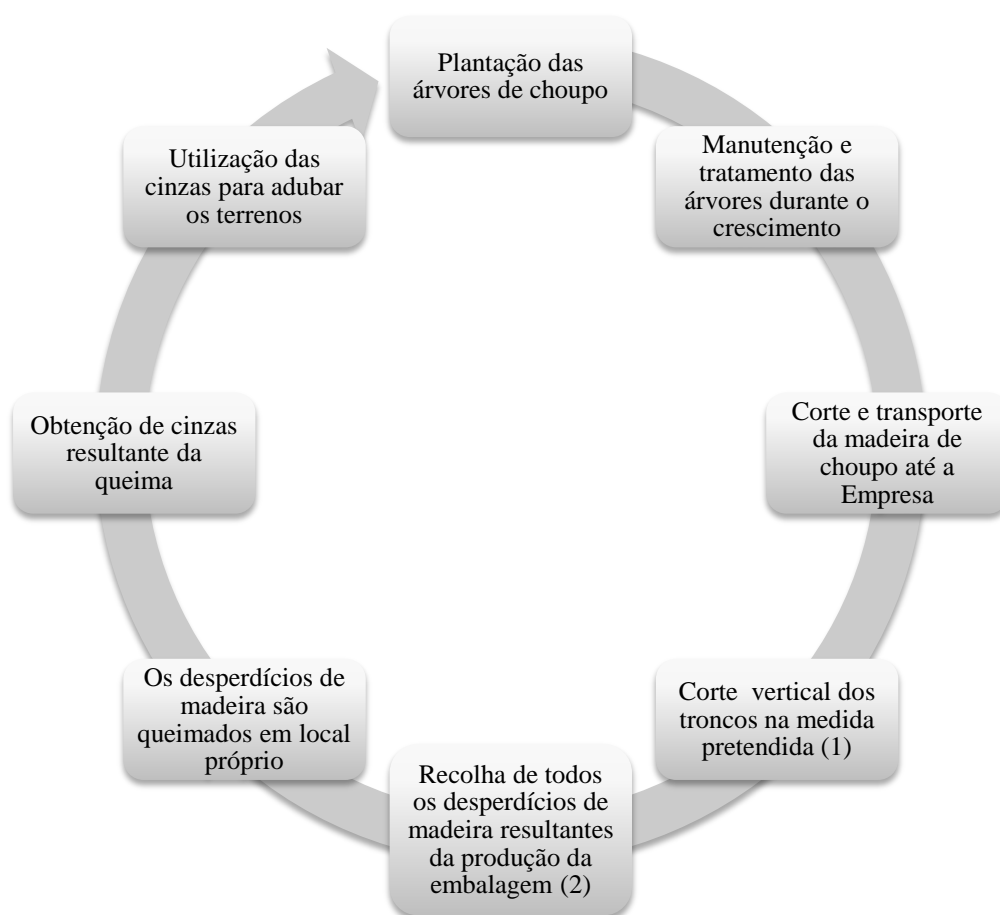 Plantação das
árvores de choupo
Manutenção e
tratamento das
árvores durante o
crescimento
Corte e transporte
da madeira de
choupo até a
Empresa
Corte vertical dos
troncos na medida
pretendida (1)
Recolha de todos
os desperdícios de
madeira resultantes
da produção da
embalagem (2)
Os desperdícios de
madeira são
queimados em local
próprio
Obtenção de cinzas
resultante da
queima
Utilização das
cinzas para adubar
os terrenos